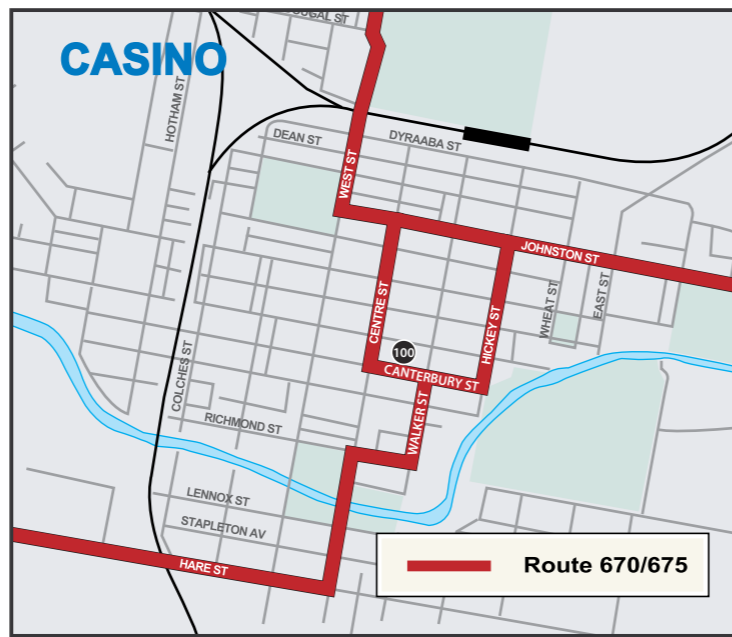 CASINO
HOTHAM ST
DEAN ST
DYRAABA ST
WEST ST
JOHNSTON ST
CENTRE ST
HICKEY ST
WHEAT ST
EAST ST
100
CANTERBURY ST
COLCHES ST
WALKER ST
RICHMOND ST
LENNOX ST
STAPLETON AV
HARE ST
Route 670/675